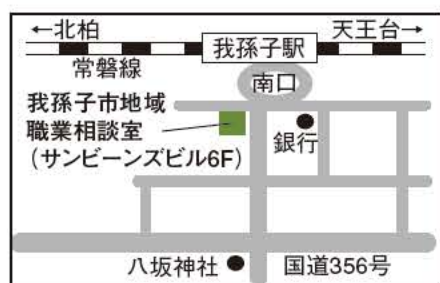 ←北柏
天王台→
我孫子駅
常磐線
南口
我孫子市地域
職業相談室
(サンビーンズビル6F)
銀行
八坂神社
国道356号